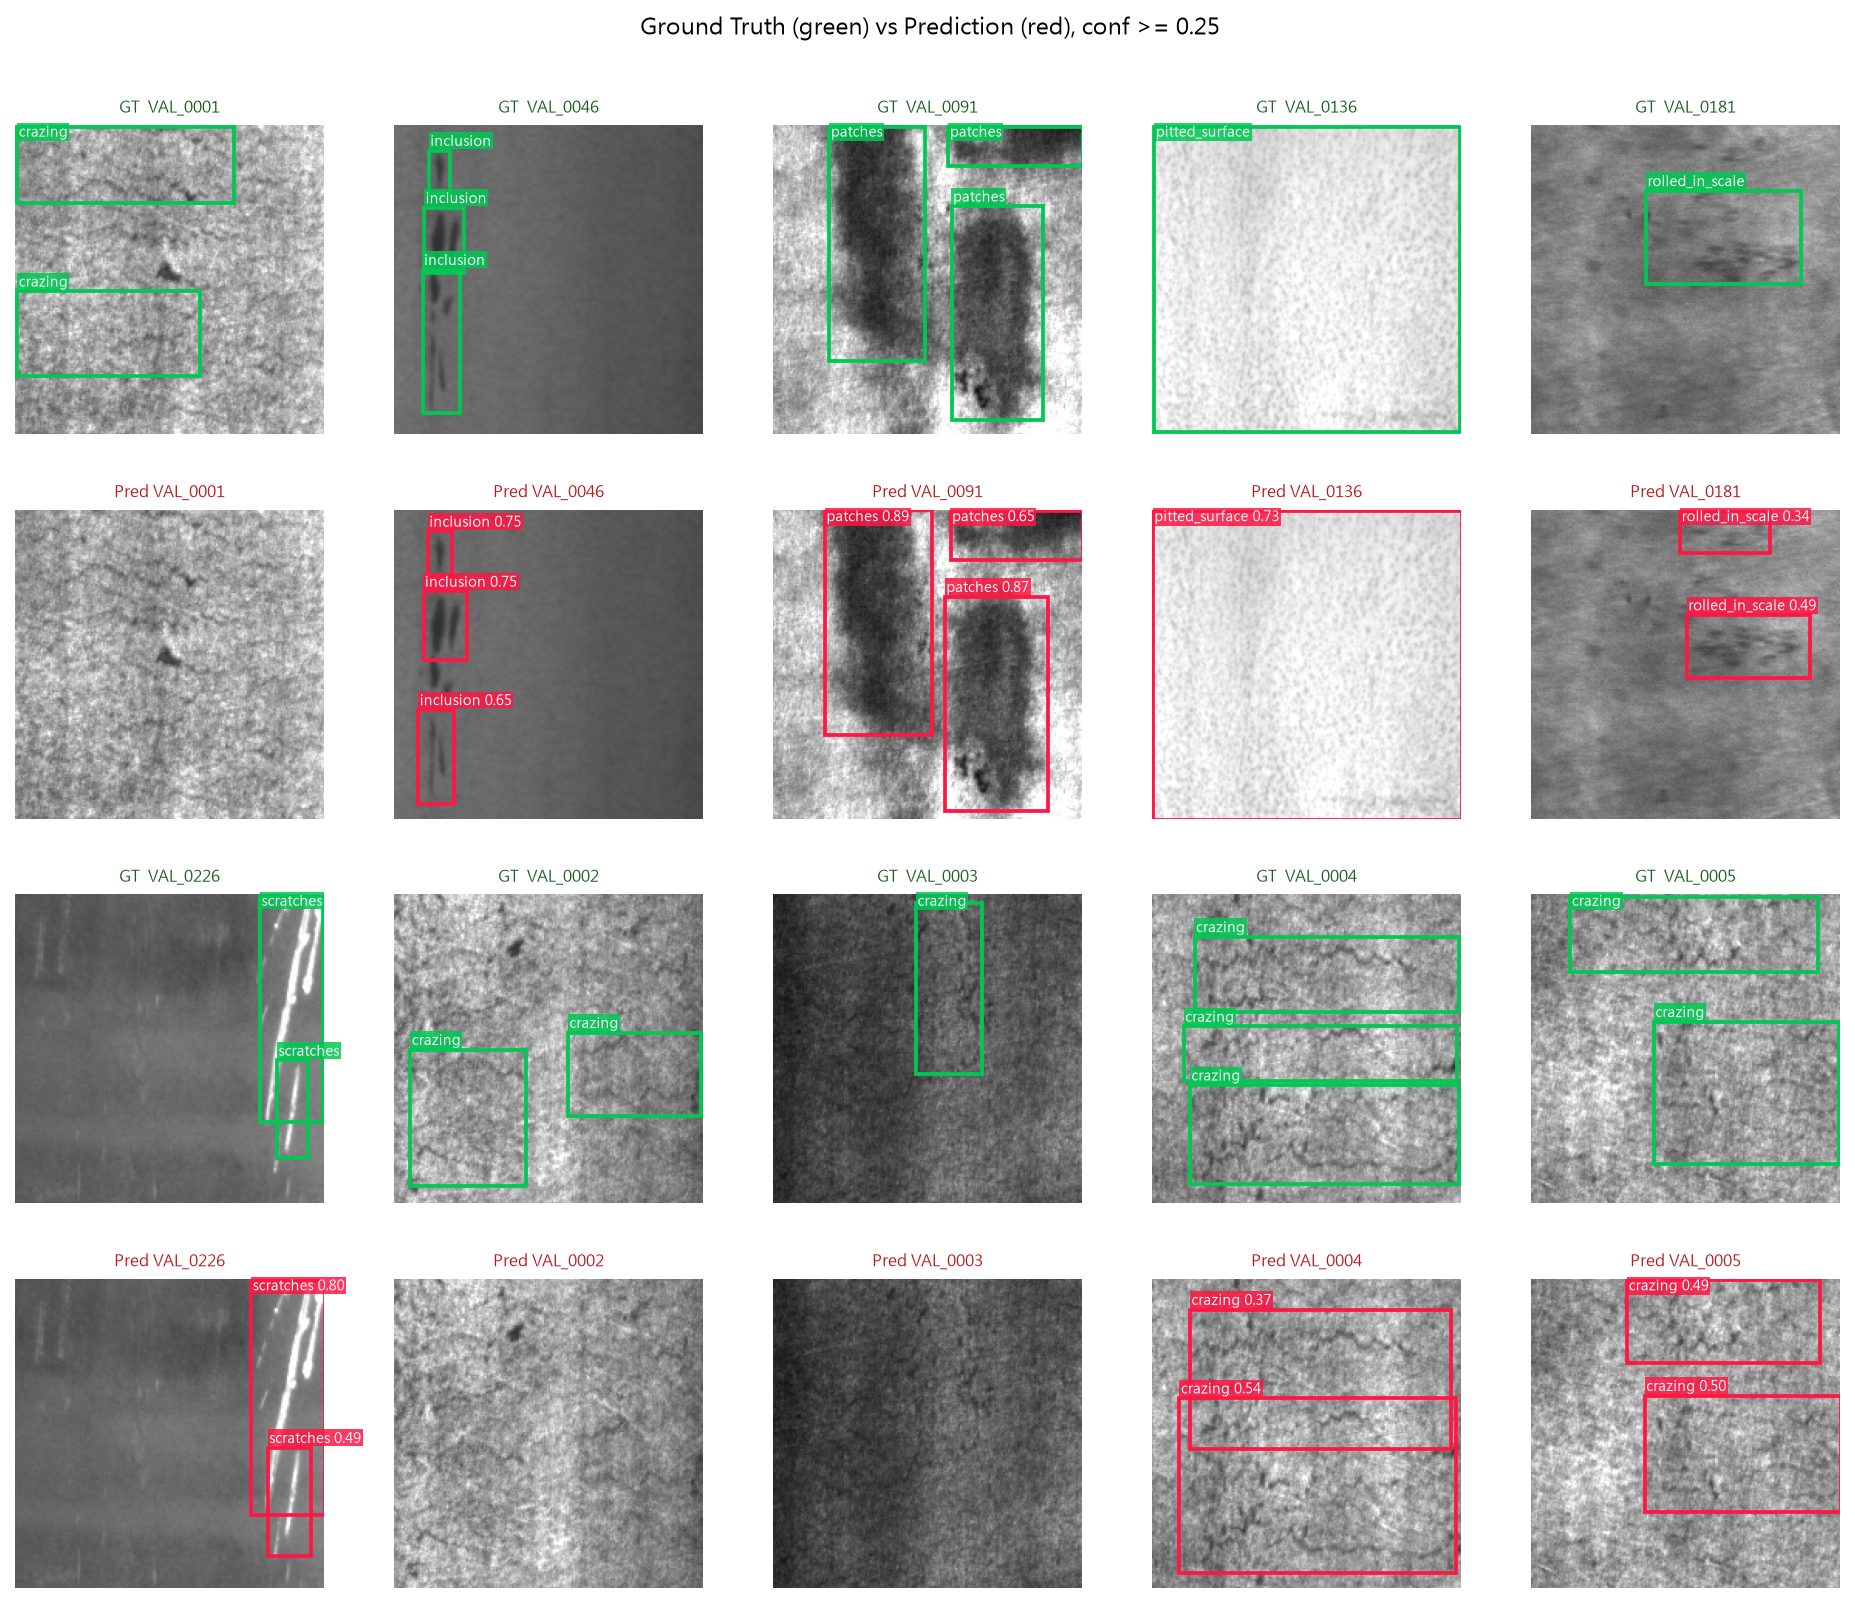 Ground Truth (green) vs Prediction (red), conf >= 0.25
GT  VAL_0001
GT  VAL_0046
GT  VAL_0091
GT  VAL_0136
GT  VAL_0181
crazing
crazing
inclusion
inclusion
inclusion
patches
patches
patches
pitted_surface
rolled_in_scale
Pred VAL_0001
Pred VAL_0046
Pred VAL_0091
Pred VAL_0136
Pred VAL_0181
inclusion 0.75
inclusion 0.75
inclusion 0.65
patches 0.89
patches 0.65
patches 0.87
pitted_surface 0.73
rolled_in_scale 0.34
rolled_in_scale 0.49
GT  VAL_0226
GT  VAL_0002
GT  VAL_0003
GT  VAL_0004
GT  VAL_0005
scratches
scratches
crazing
crazing
crazing
crazing
crazing
crazing
crazing
crazing
Pred VAL_0226
Pred VAL_0002
Pred VAL_0003
Pred VAL_0004
Pred VAL_0005
scratches 0.80
scratches 0.49
crazing 0.37
crazing 0.54
crazing 0.49
crazing 0.50